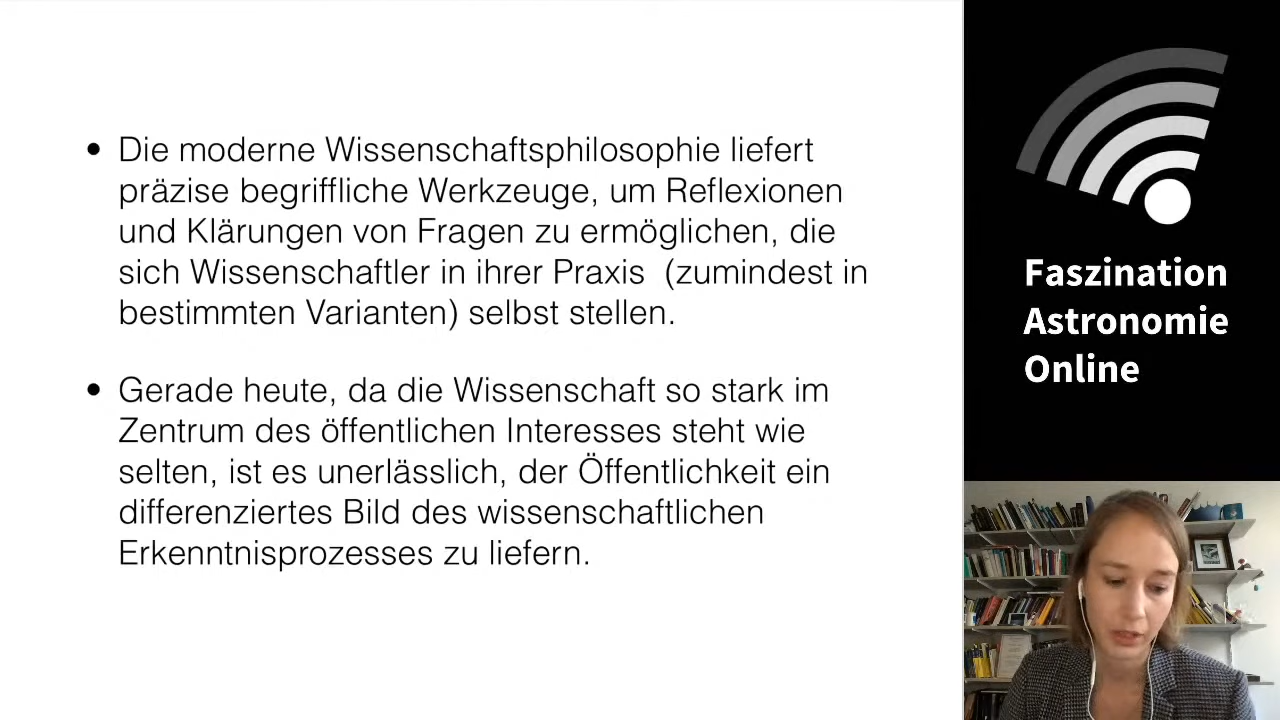 • Die moderne Wissenschaftsphilosophie liefert
präzise begriffliche Werkzeuge, um Reflexionen
und Klärungen von Fragen zu ermöglichen, die
sich Wissenschaftler in ihrer Praxis  (zumindest in
bestimmten Varianten) selbst stellen.
• Gerade heute, da die Wissenschaft so stark im
Zentrum des öffentlichen Interesses steht wie
selten, ist es unerlässlich, der Öffentlichkeit ein
differenziertes Bild des wissenschaftlichen
Erkenntnisprozesses zu liefern.
Faszination
Astronomie
Online